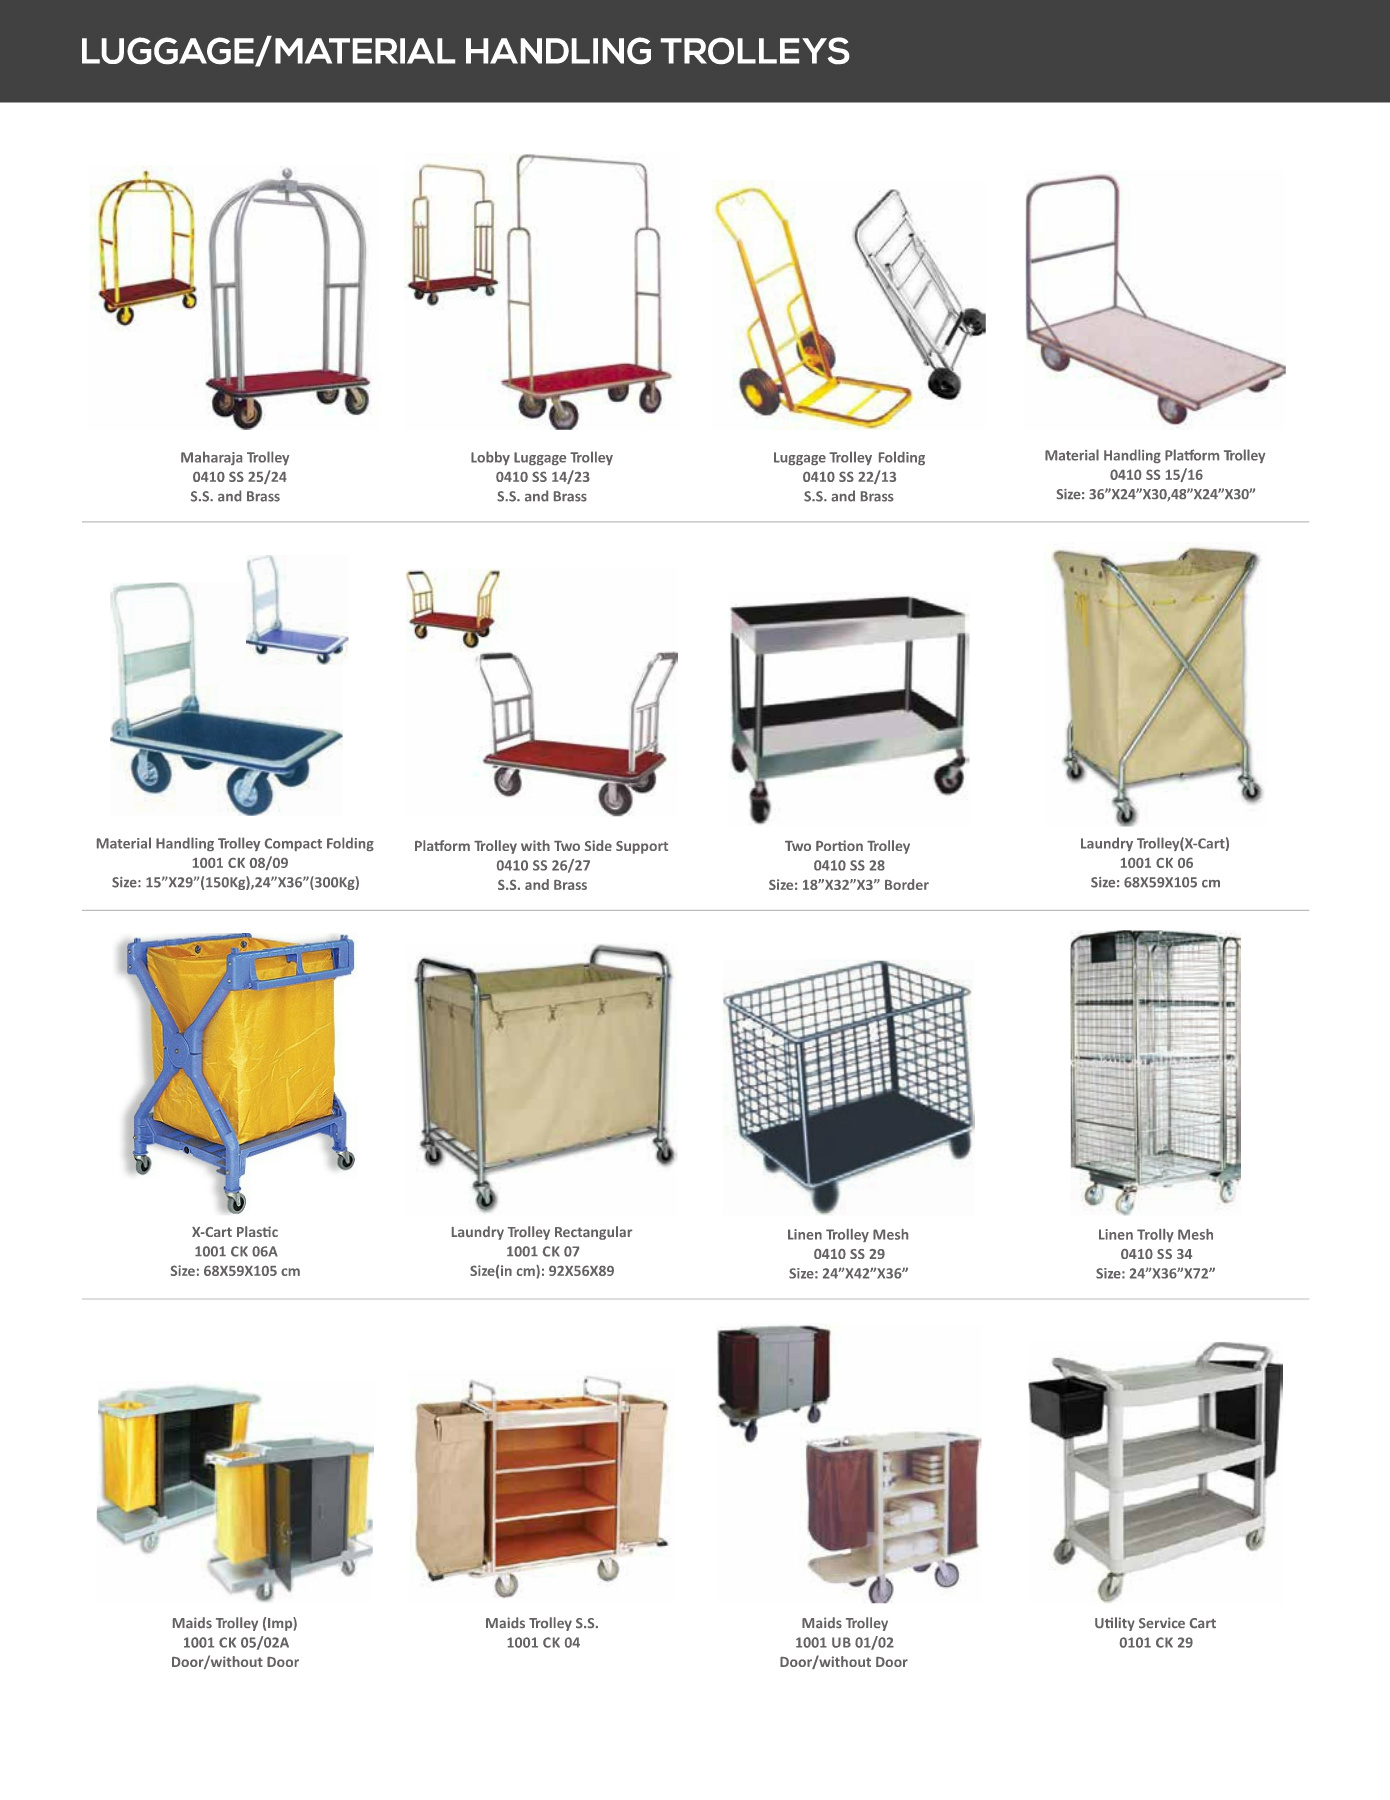 LUGGAGE/MATERIAL HANDLING TROLLEYS
Maharaja Trolley
0410 SS 25/24
S.S. and Brass
Lobby Luggage Trolley
0410 SS 14/23
S.S. and Brass
Luggage Trolley Folding
0410 SS 22/13
S.S. and Brass
Material Handling Platform Trolley
0410 SS 15/16
Size: 36”X24”X30,48”X24”X30”
Material Handling Trolley Compact Folding
1001 CK 08/09
Size: 15”X29”(150Kg),24”X36”(300Kg)
Platform Trolley with Two Side Support
0410 SS 26/27
S.S. and Brass
Two Portion Trolley
0410 SS 28
Size: 18”X32”X3” Border
Laundry Trolley(X-Cart)
1001 CK 06
Size: 68X59X105 cm
X-Cart Plastic
1001 CK 06A
Size: 68X59X105 cm
Laundry Trolley Rectangular
1001 CK 07
Size(in cm): 92X56X89
Linen Trolley Mesh
0410 SS 29
Size: 24”X42”X36”
Linen Trolly Mesh
0410 SS 34
Size: 24”X36”X72”
Maids Trolley (Imp)
1001 CK 05/02A
Door/without Door
Maids Trolley S.S.
1001 CK 04
Maids Trolley
1001 UB 01/02
Door/without Door
Utility Service Cart
0101 CK 29